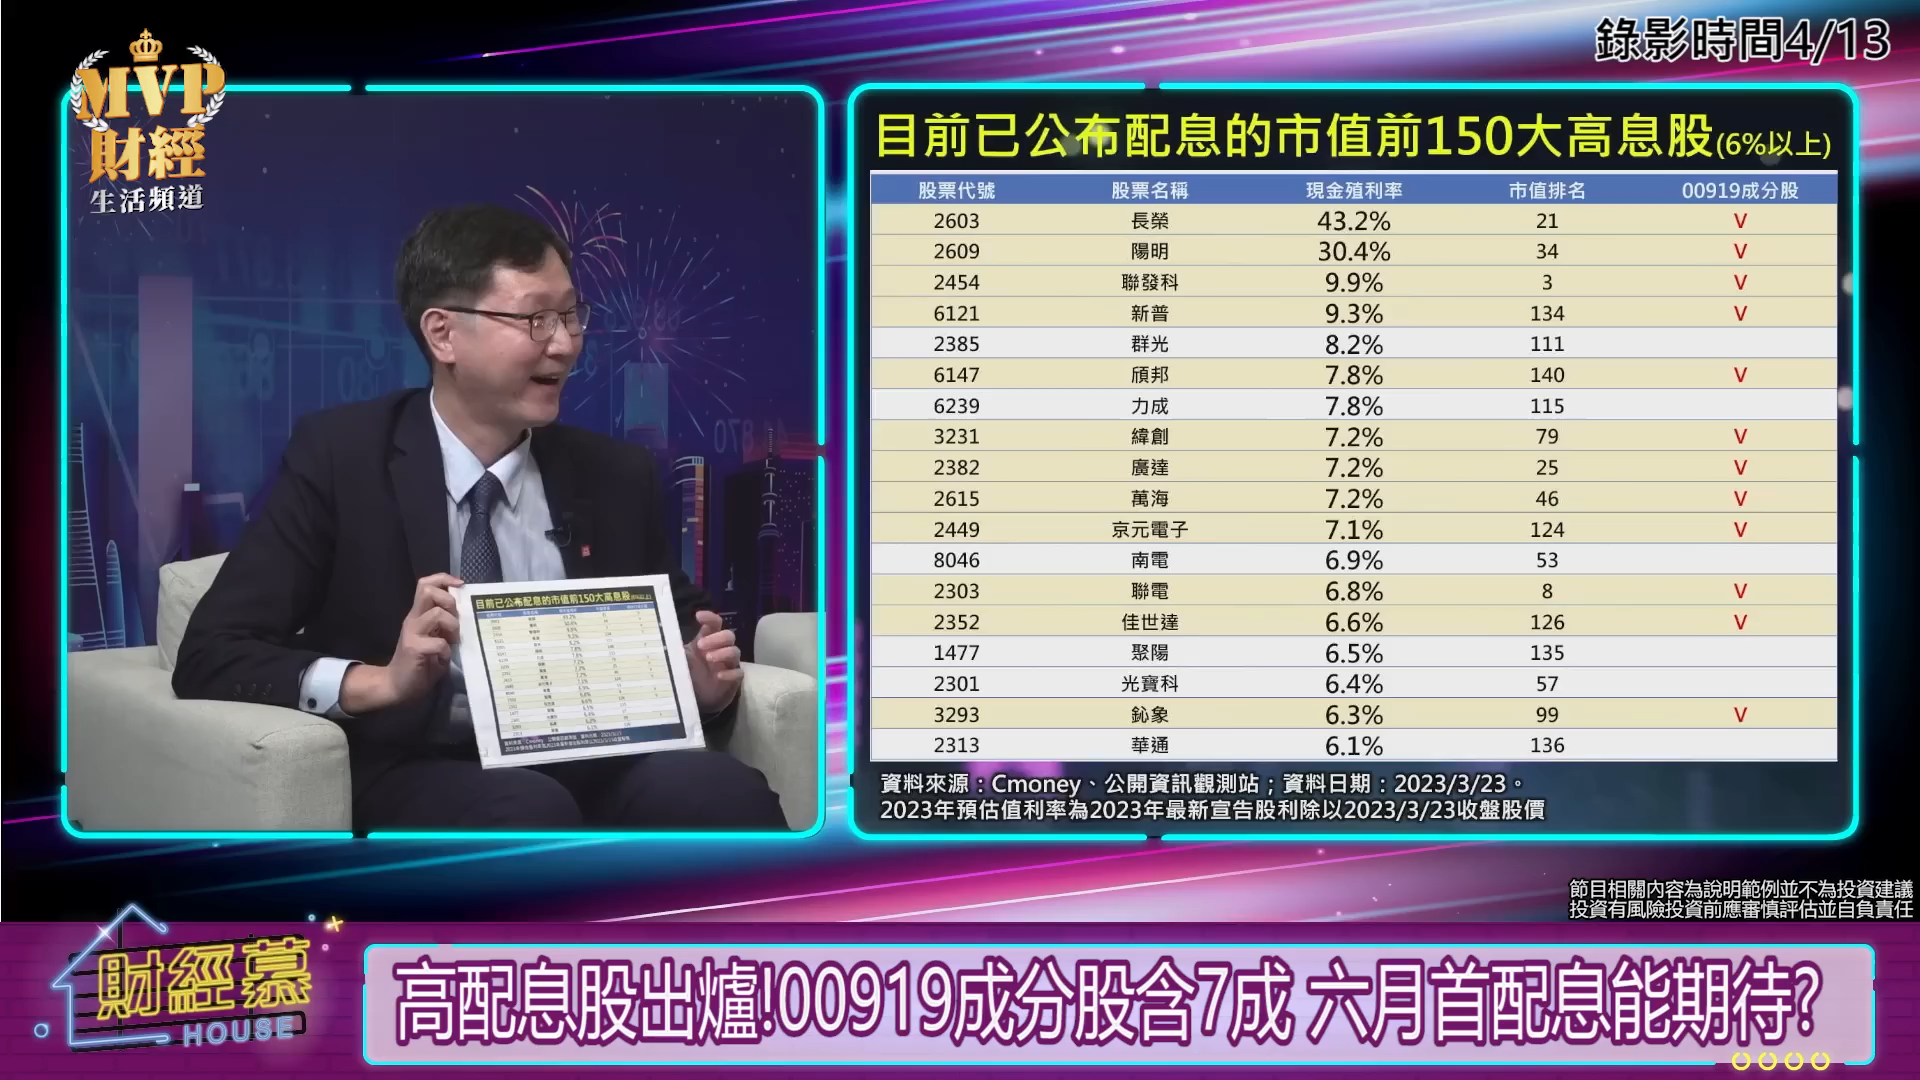 錄影時間4/13
MVP
財經
生活頻道
目前已公布配息的市值前150大高息股(6%以上)
股票代號 股票名稱 現金殖利率 市值排名 00919成分股
2603 長榮 43.2% 21 V
2609 陽明 30.4% 34 V
2454 聯發科 9.9% 3 V
6121 新普 9.3% 134 V
2385 群光 8.2% 111
6147 頎邦 7.8% 140 V
6239 力成 7.8% 115
3231 緯創 7.2% 79 V
2382 廣達 7.2% 25 V
2615 萬海 7.2% 46 V
2449 京元電子 7.1% 124 V
8046 南電 6.9% 53
2303 聯電 6.8% 8 V
2352 佳世達 6.6% 126 V
1477 聚陽 6.5% 135
2301 光寶科 6.4% 57
3293 鈊象 6.3% 99 V
2313 華通 6.1% 136
資料來源：Cmoney、公開資訊觀測站；資料日期：2023/3/23。
2023年預估值利率為2023年最新宣告股利除以2023/3/23收盤股價
目前已公布配息的市值前150大高息股
節目相關內容為說明範例並不為投資建議
投資有風險投資前應審慎評估並自負責任
財經慕
HOUSE
高配息股出爐!00919成分股含7成 六月首配息能期待?